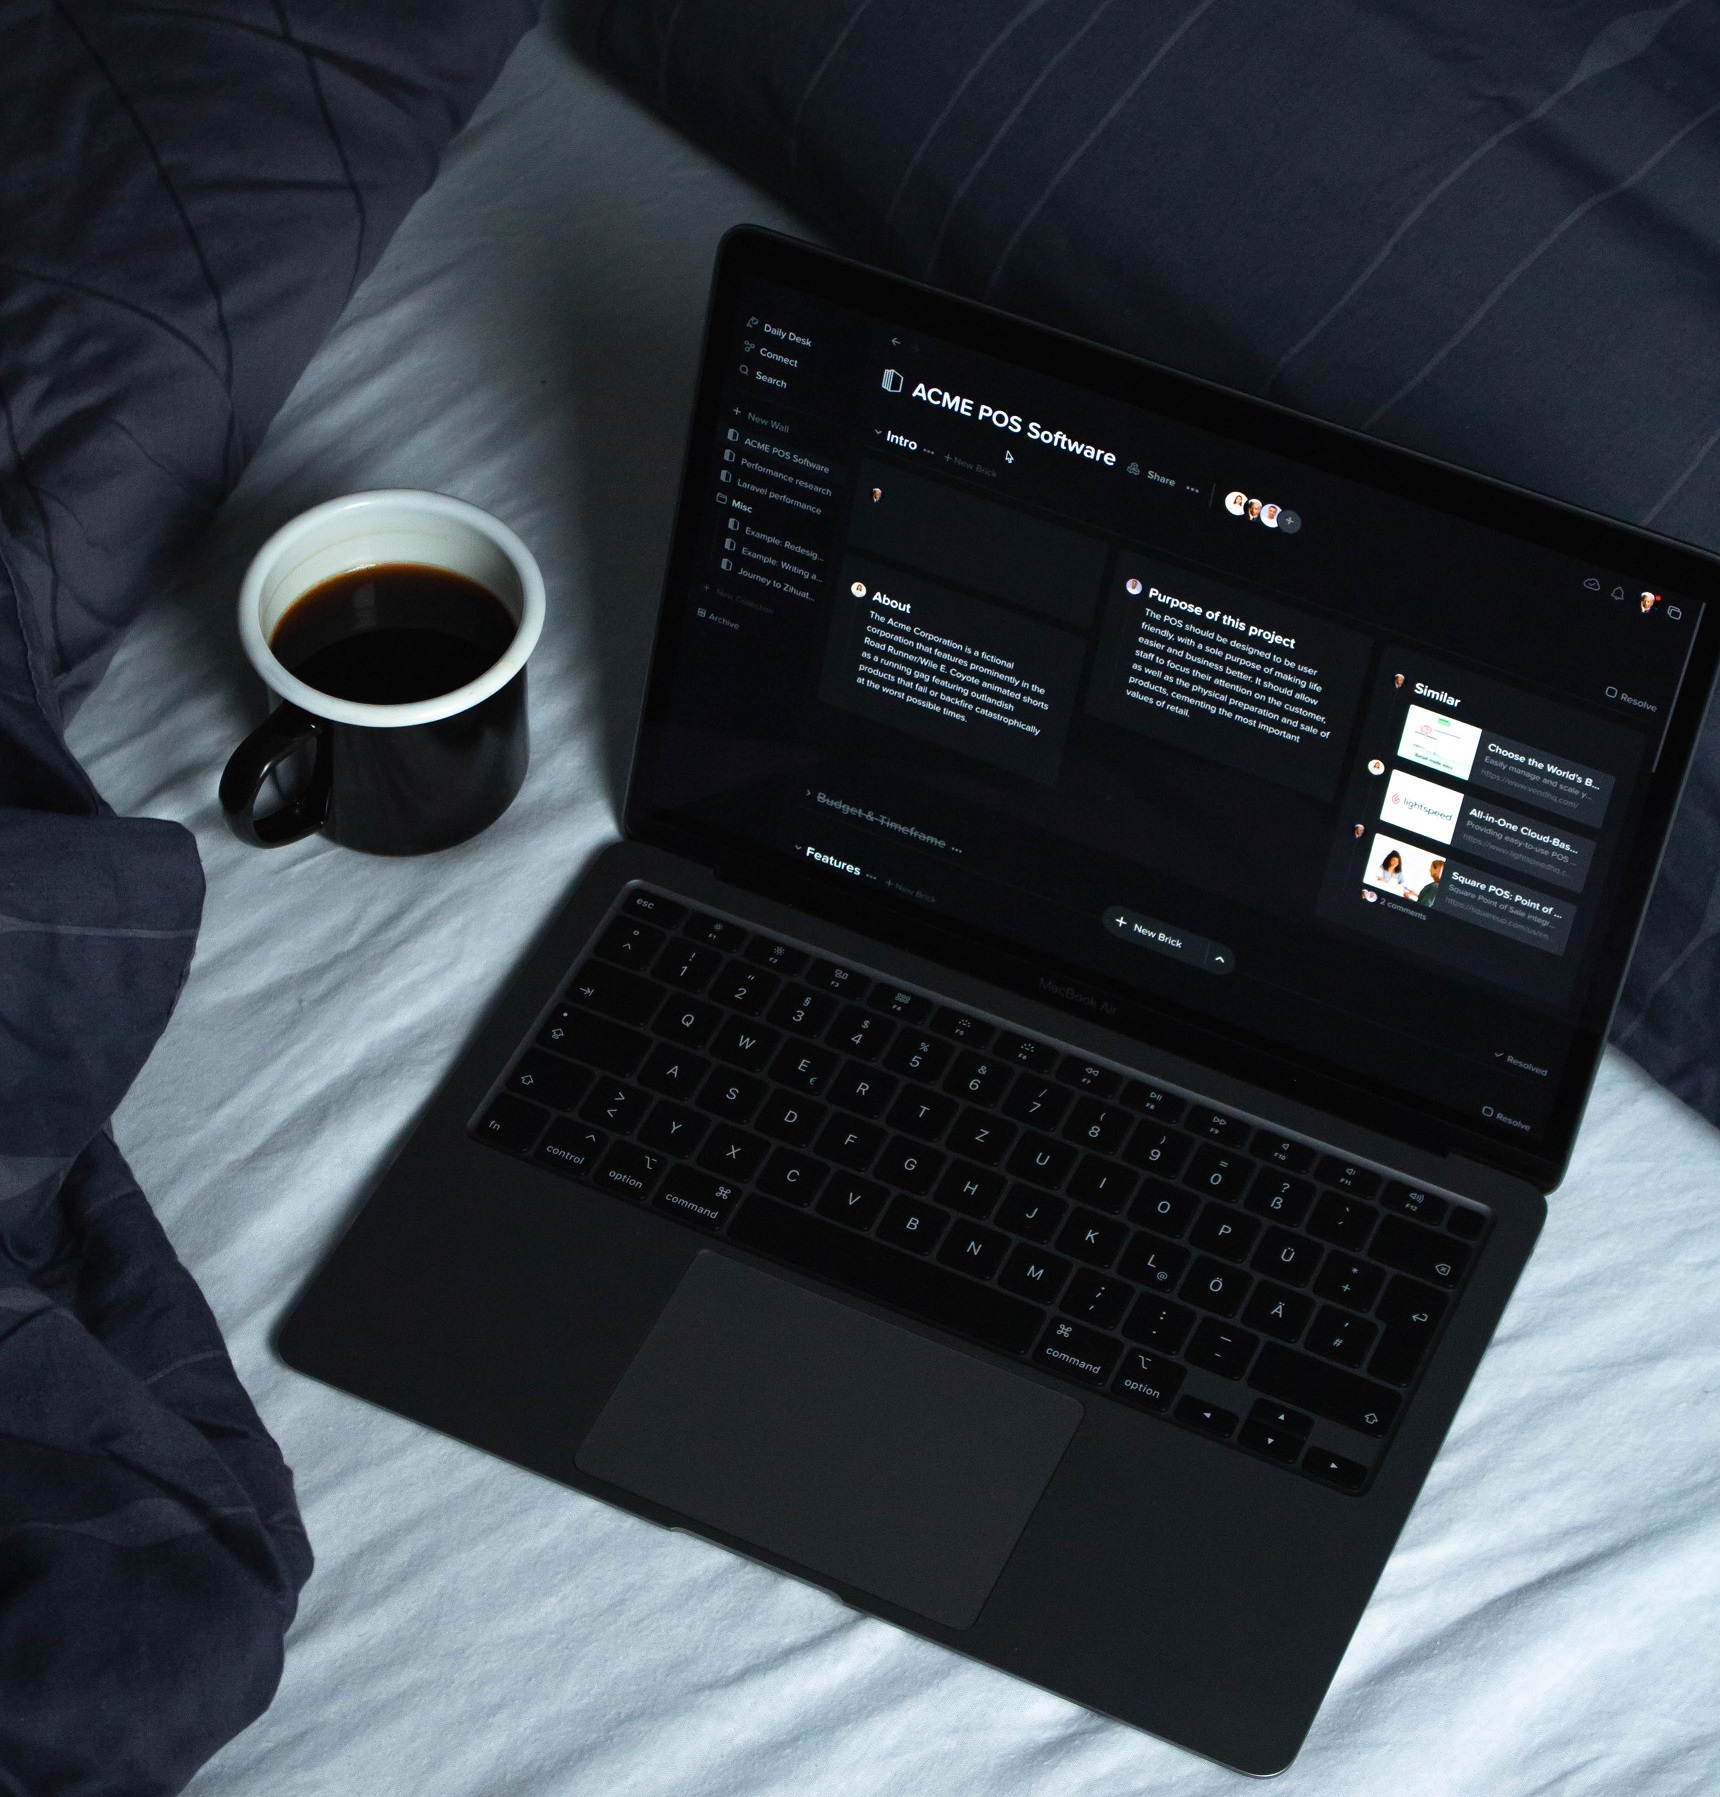 Daily Desk
Connect
Search
New Wall
ACME POS Software
Performance research
Laravel performance
Misc
Example: Redesig...
Example: Writing a...
Journey to Zihuat...
New Collection
Archive
ACME POS Software
Share
Intro
New Brick
About
The Acme Corporation is a fictional
corporation that features prominently in the
Road Runner/Wile E. Coyote animated shorts
as a running gag featuring outlandish
products that fail or backfire catastrophically
at the worst possible times.
Purpose of this project
The POS should be designed to be user
friendly, with a sole purpose of making life
easier and business better. It should allow
staff to focus their attention on the customer,
as well as the physical preparation and sale of
products, cementing the most important
values of retail.
Resolve
Similar
Choose the World's B...
Easily manage and scale y...
https://www.vendhq.com/
lightspeed
All-in-One Cloud-Bas...
Providing easy-to-use POS ...
https://www.lightspeedhq.c...
Square POS: Point of ...
Square Point of Sale integr...
https://squareup.com/us/en...
2 comments
Budget & Timeframe
Features
New Brick
New Brick
Resolved
Resolve
MacBook Air
esc F1 F2 F3 F4 F5 F6 F7 F8 F9 F10 F11 F12
° ^ ! 1 " 2 § 3 $ 4 % 5 & 6 / 7 ( 8 ) 9 = 0 ? ß ` ´
Q W E € R T Z U I O P Ü * +
A S D F G H J K L @ Ö Ä ' #
> < Y X C V B N M ; , : . _ -
fn control option command command option